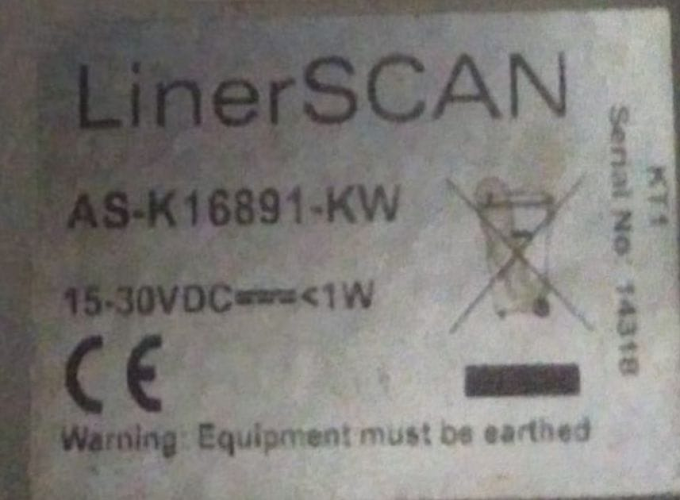 LinerSCAN
AS-K16891-KW
15-30VDC⎓<1W
CE
Warning: Equipment must be earthed
KT1
Serial No: 14318